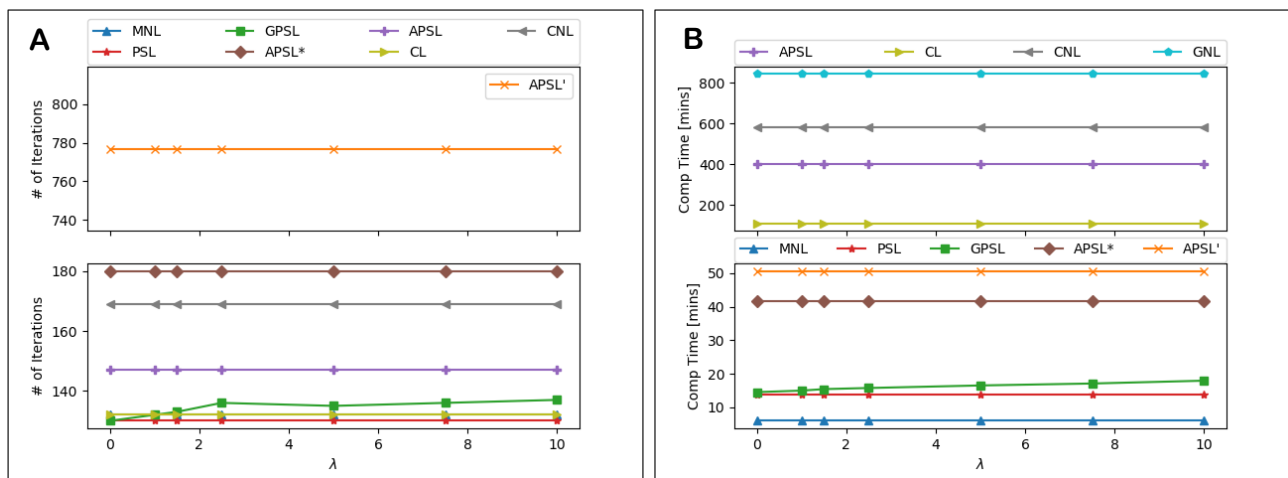 A
MNL GPSL APSL CNL
PSL APSL* CL
APSL'
# of Iterations
800
780
760
740
# of Iterations
180
160
140
0 2 4 6 8 10
λ
B
APSL CL CNL GNL
Comp Time [mins]
800
600
400
200
MNL PSL GPSL APSL* APSL'
Comp Time [mins]
50
40
30
20
10
0 2 4 6 8 10
λ